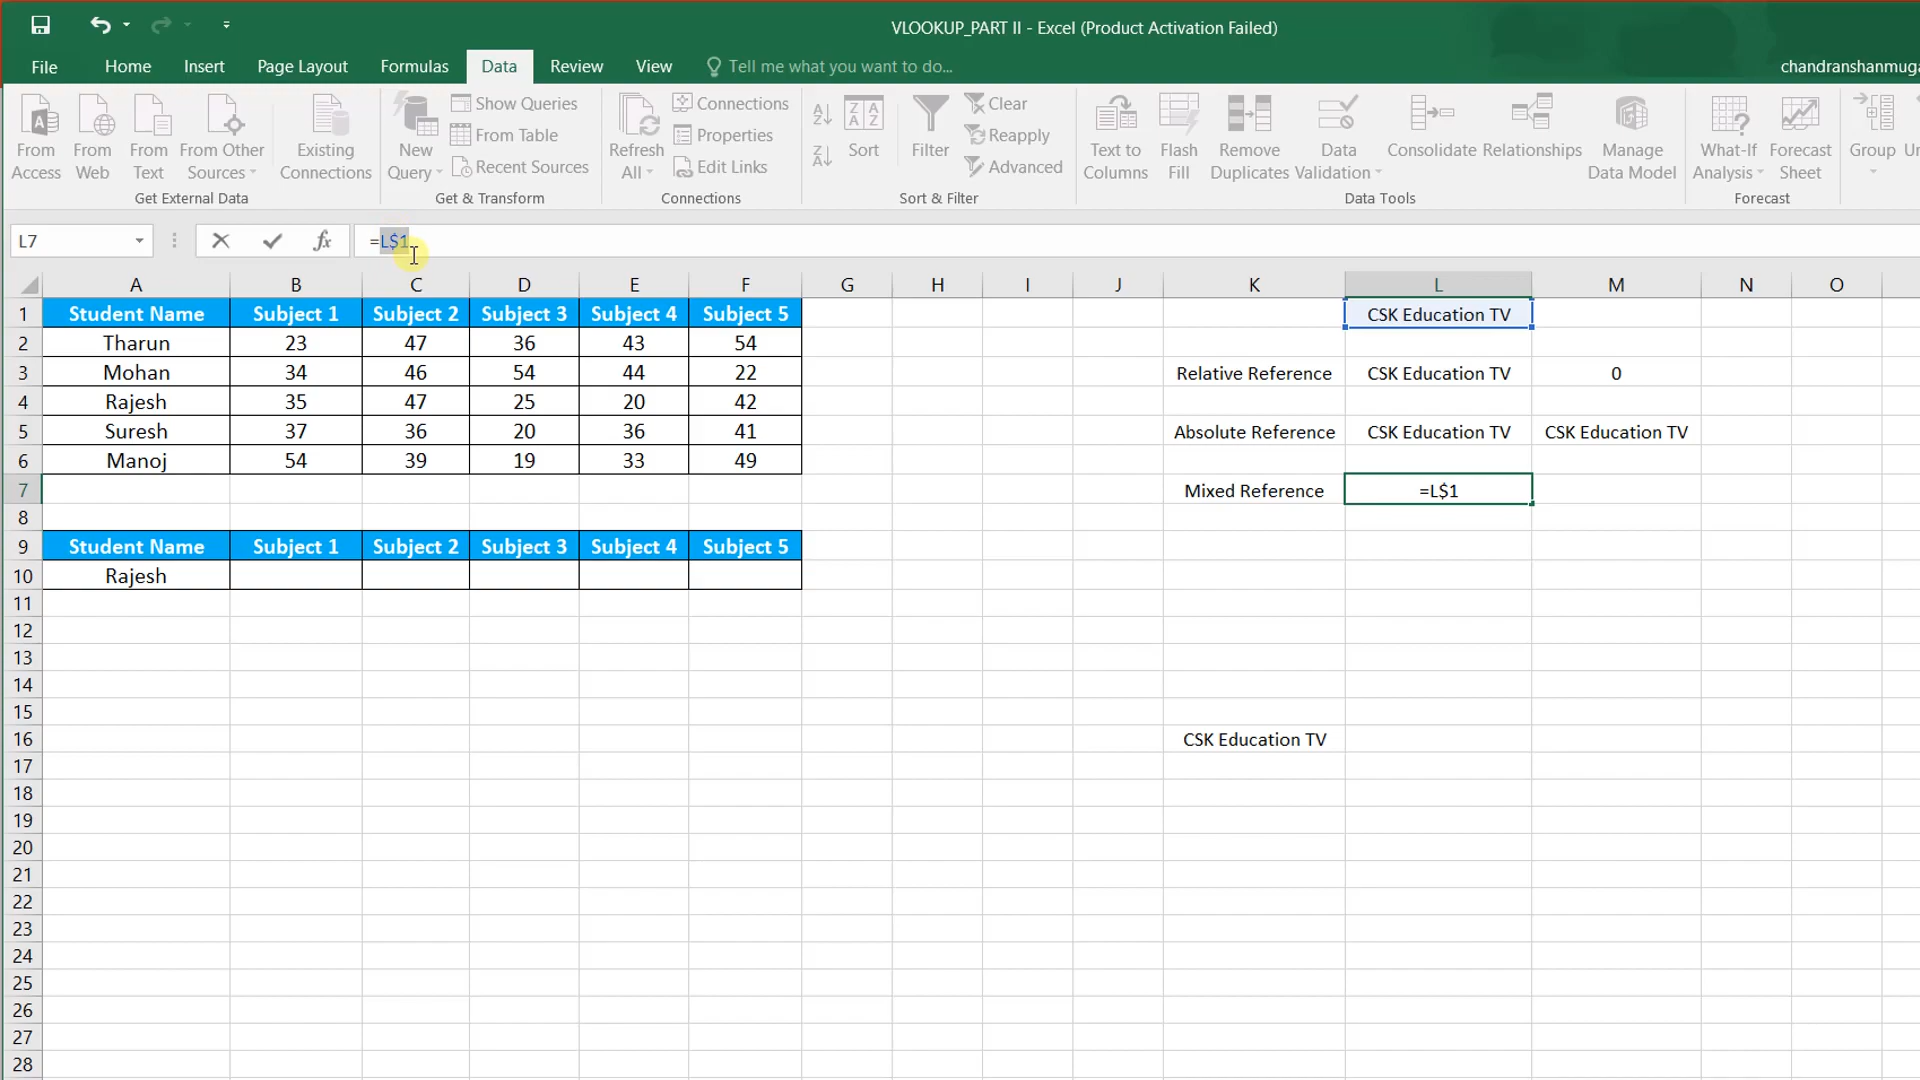 VLOOKUP_PART II - Excel (Product Activation Failed)
File Home Insert Page Layout Formulas Data Review View Tell me what you want to do...
From Access
From Web
From Text
From Other Sources
Existing Connections
Get External Data
New Query
Show Queries
From Table
Recent Sources
Get & Transform
Refresh All
Connections
Properties
Edit Links
Connections
Sort
Filter
Clear
Reapply
Advanced
Sort & Filter
Text to Columns
Flash Fill
Remove Duplicates
Data Validation
Consolidate
Relationships
Manage Data Model
Data Tools
What-If Analysis
Forecast Sheet
Forecast
Group
L7 fx =L$1
A B C D E F G H I J K L M N O
1 Student Name Subject 1 Subject 2 Subject 3 Subject 4 Subject 5 CSK Education TV
2 Tharun 23 47 36 43 54
3 Mohan 34 46 54 44 22 Relative Reference CSK Education TV 0
4 Rajesh 35 47 25 20 42
5 Suresh 37 36 20 36 41 Absolute Reference CSK Education TV CSK Education TV
6 Manoj 54 39 19 33 49
7 Mixed Reference =L$1
8
9 Student Name Subject 1 Subject 2 Subject 3 Subject 4 Subject 5
10 Rajesh
11
12
13
14
15
16 CSK Education TV
17
18
19
20
21
22
23
24
25
26
27
28